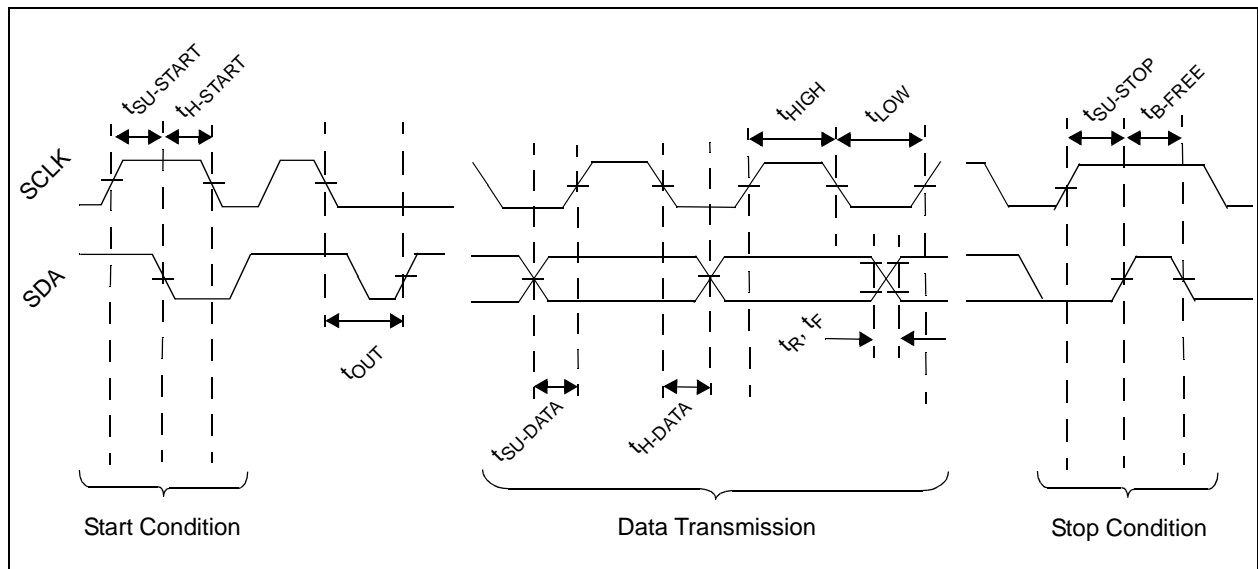 tSU-START
tH-START
tHIGH
tLOW
tSU-STOP
tB-FREE
SCLK
SDA
tOUT
tR, tF
tSU-DATA
tH-DATA
Start Condition
Data Transmission
Stop Condition